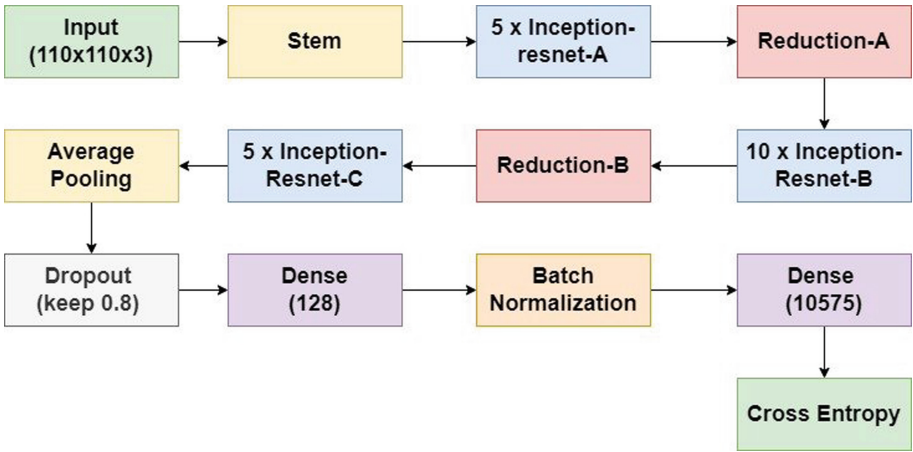 Input
(110x110x3)
Stem
5 x Inception-
resnet-A
Reduction-A
10 x Inception-
Resnet-B
Reduction-B
5 x Inception-
Resnet-C
Average
Pooling
Dropout
(keep 0.8)
Dense
(128)
Batch
Normalization
Dense
(10575)
Cross Entropy